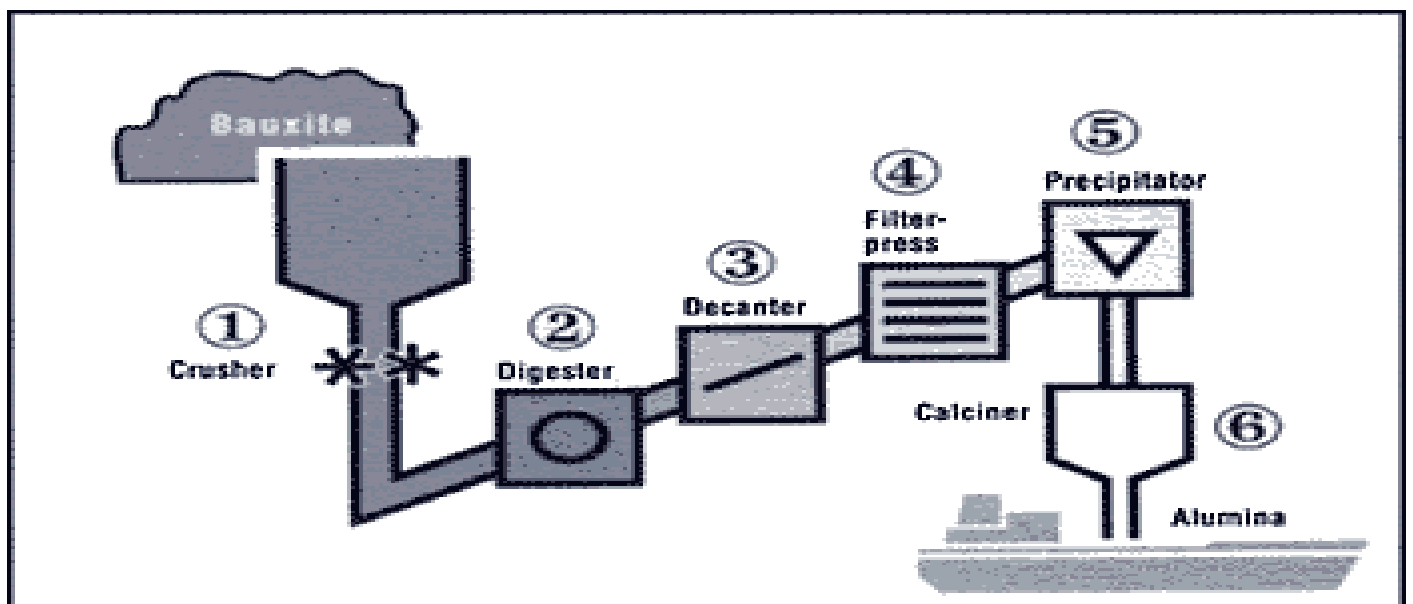 Bauxite
1
Crusher
2
Digester
3
Decanter
4
Filter-
press
5
Precipitator
Calciner
6
Alumina